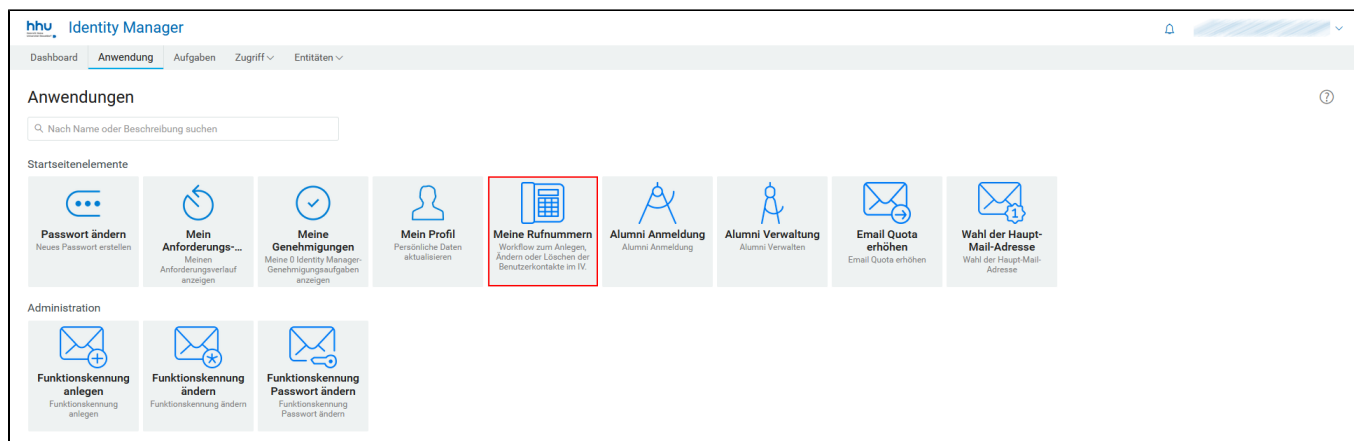 hhu Identity Manager
Dashboard Anwendung Aufgaben Zugriff Entitäten
Anwendungen
Nach Name oder Beschreibung suchen
Startseitenelemente
Passwort ändern
Neues Passwort erstellen
Mein
Anforderungs-...
Meinen
Anforderungsverlauf
anzeigen
Meine
Genehmigungen
Meine 0 Identity Manager-
Genehmigungsaufgaben
anzeigen
Mein Profil
Persönliche Daten
aktualisieren
Meine Rufnummern
Workflow zum Anlegen,
Ändern oder Löschen der
Benutzerkontakte im IV.
Alumni Anmeldung
Alumni Anmeldung
Alumni Verwaltung
Alumni Verwalten
Email Quota
erhöhen
Email Quota erhöhen
1
Wahl der Haupt-
Mail-Adresse
Wahl der Haupt-Mail-
Adresse
Administration
Funktionskennung
anlegen
Funktionskennung
anlegen
Funktionskennung
ändern
Funktionskennung ändern
Funktionskennung
Passwort ändern
Funktionskennung
Passwort ändern